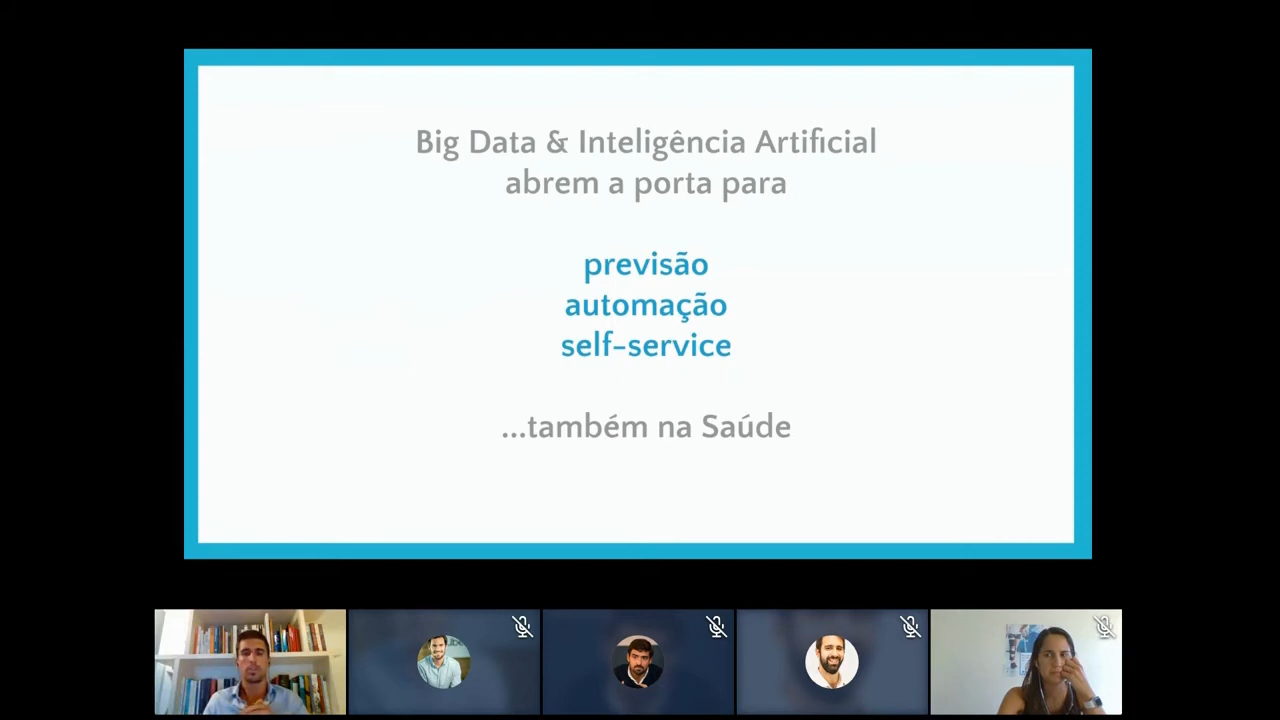 Big Data & Inteligência Artificial
abrem a porta para
previsão
automação
self-service
...também na Saúde